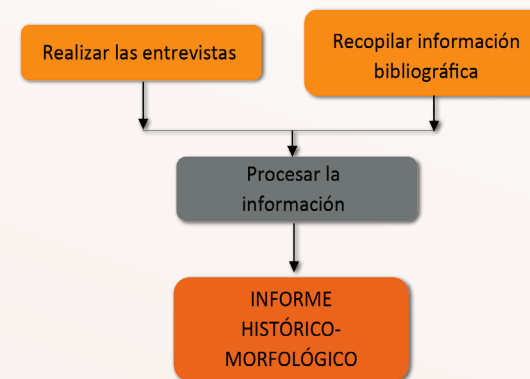 Realizar las entrevistas
Recopilar información
bibliográfica
Procesar la
información
INFORME
HISTÓRICO-
MORFOLÓGICO